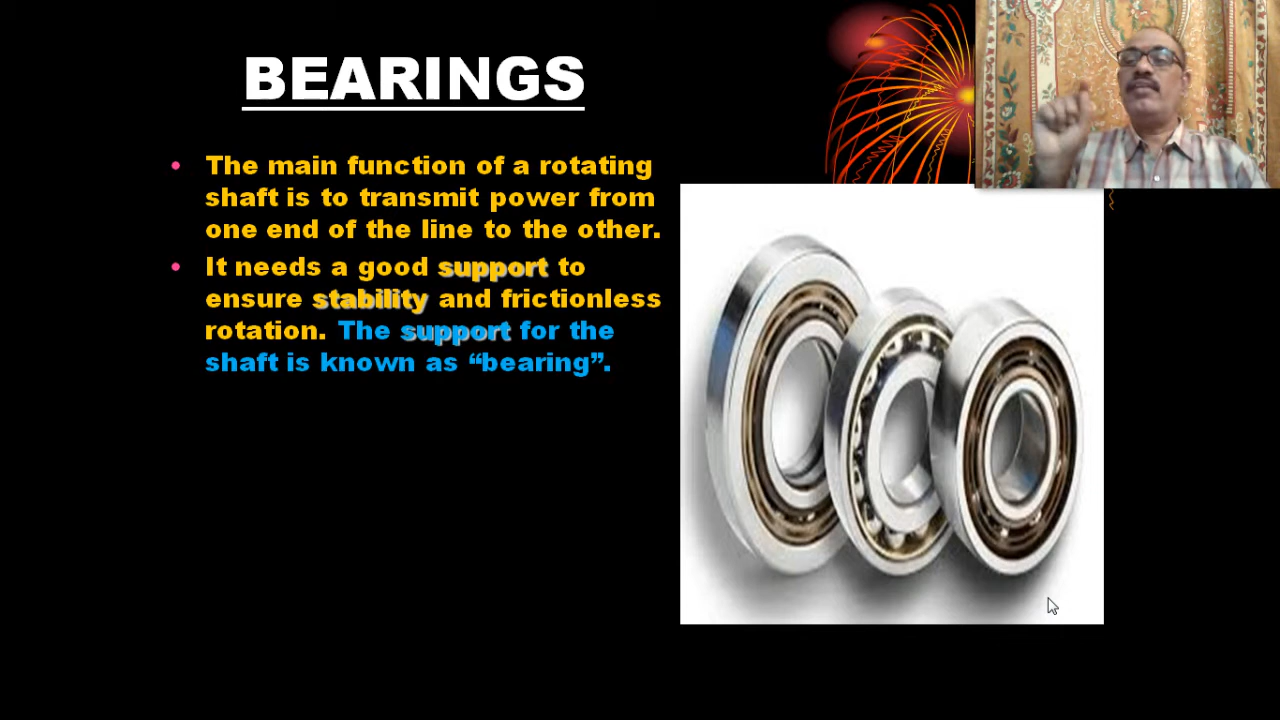 BEARINGS
• The main function of a rotating
shaft is to transmit power from
one end of the line to the other.
• It needs a good support to
ensure stability and frictionless
rotation. The support for the
shaft is known as “bearing”.